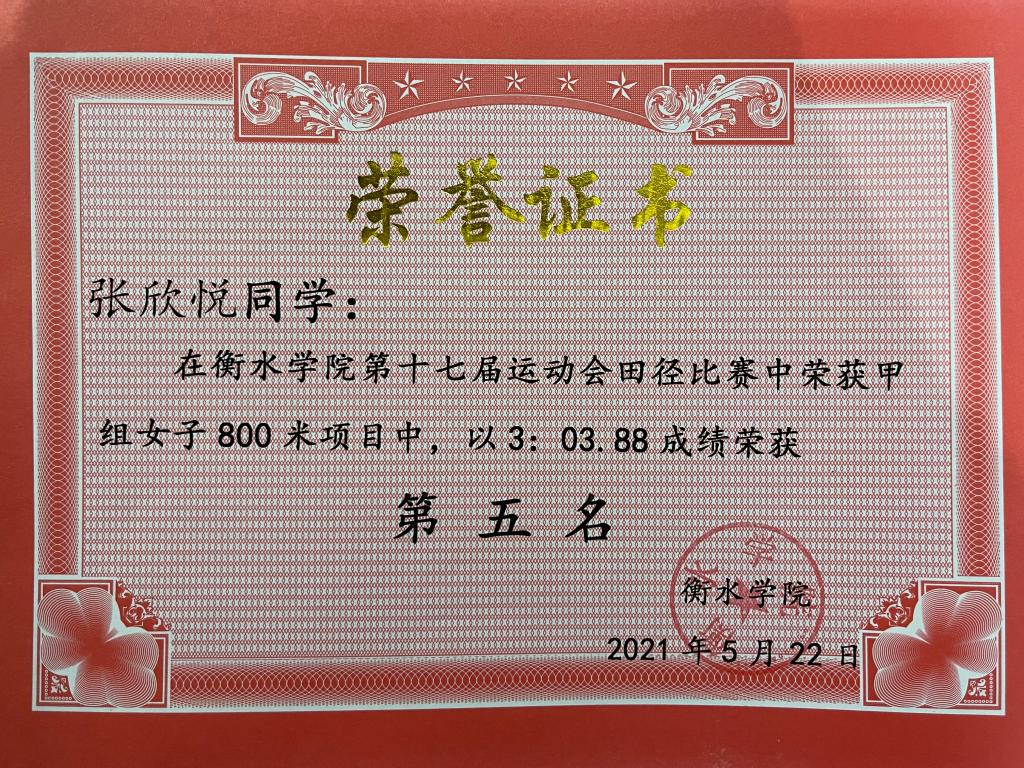 荣誉证书
张欣悦同学：
在衡水学院第十七届运动会田径比赛中荣获甲
组女子800米项目中，以3：03.88成绩荣获
第五名
衡水学院
2021年5月22日